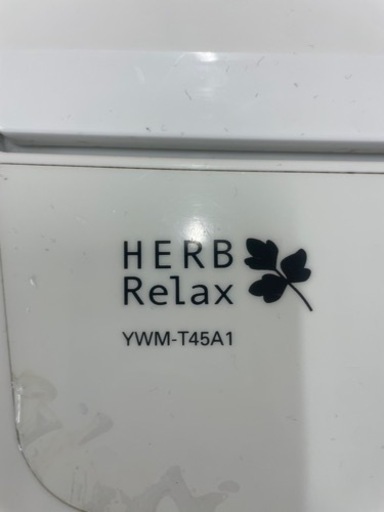 HERB
Relax
YWM-T45A1